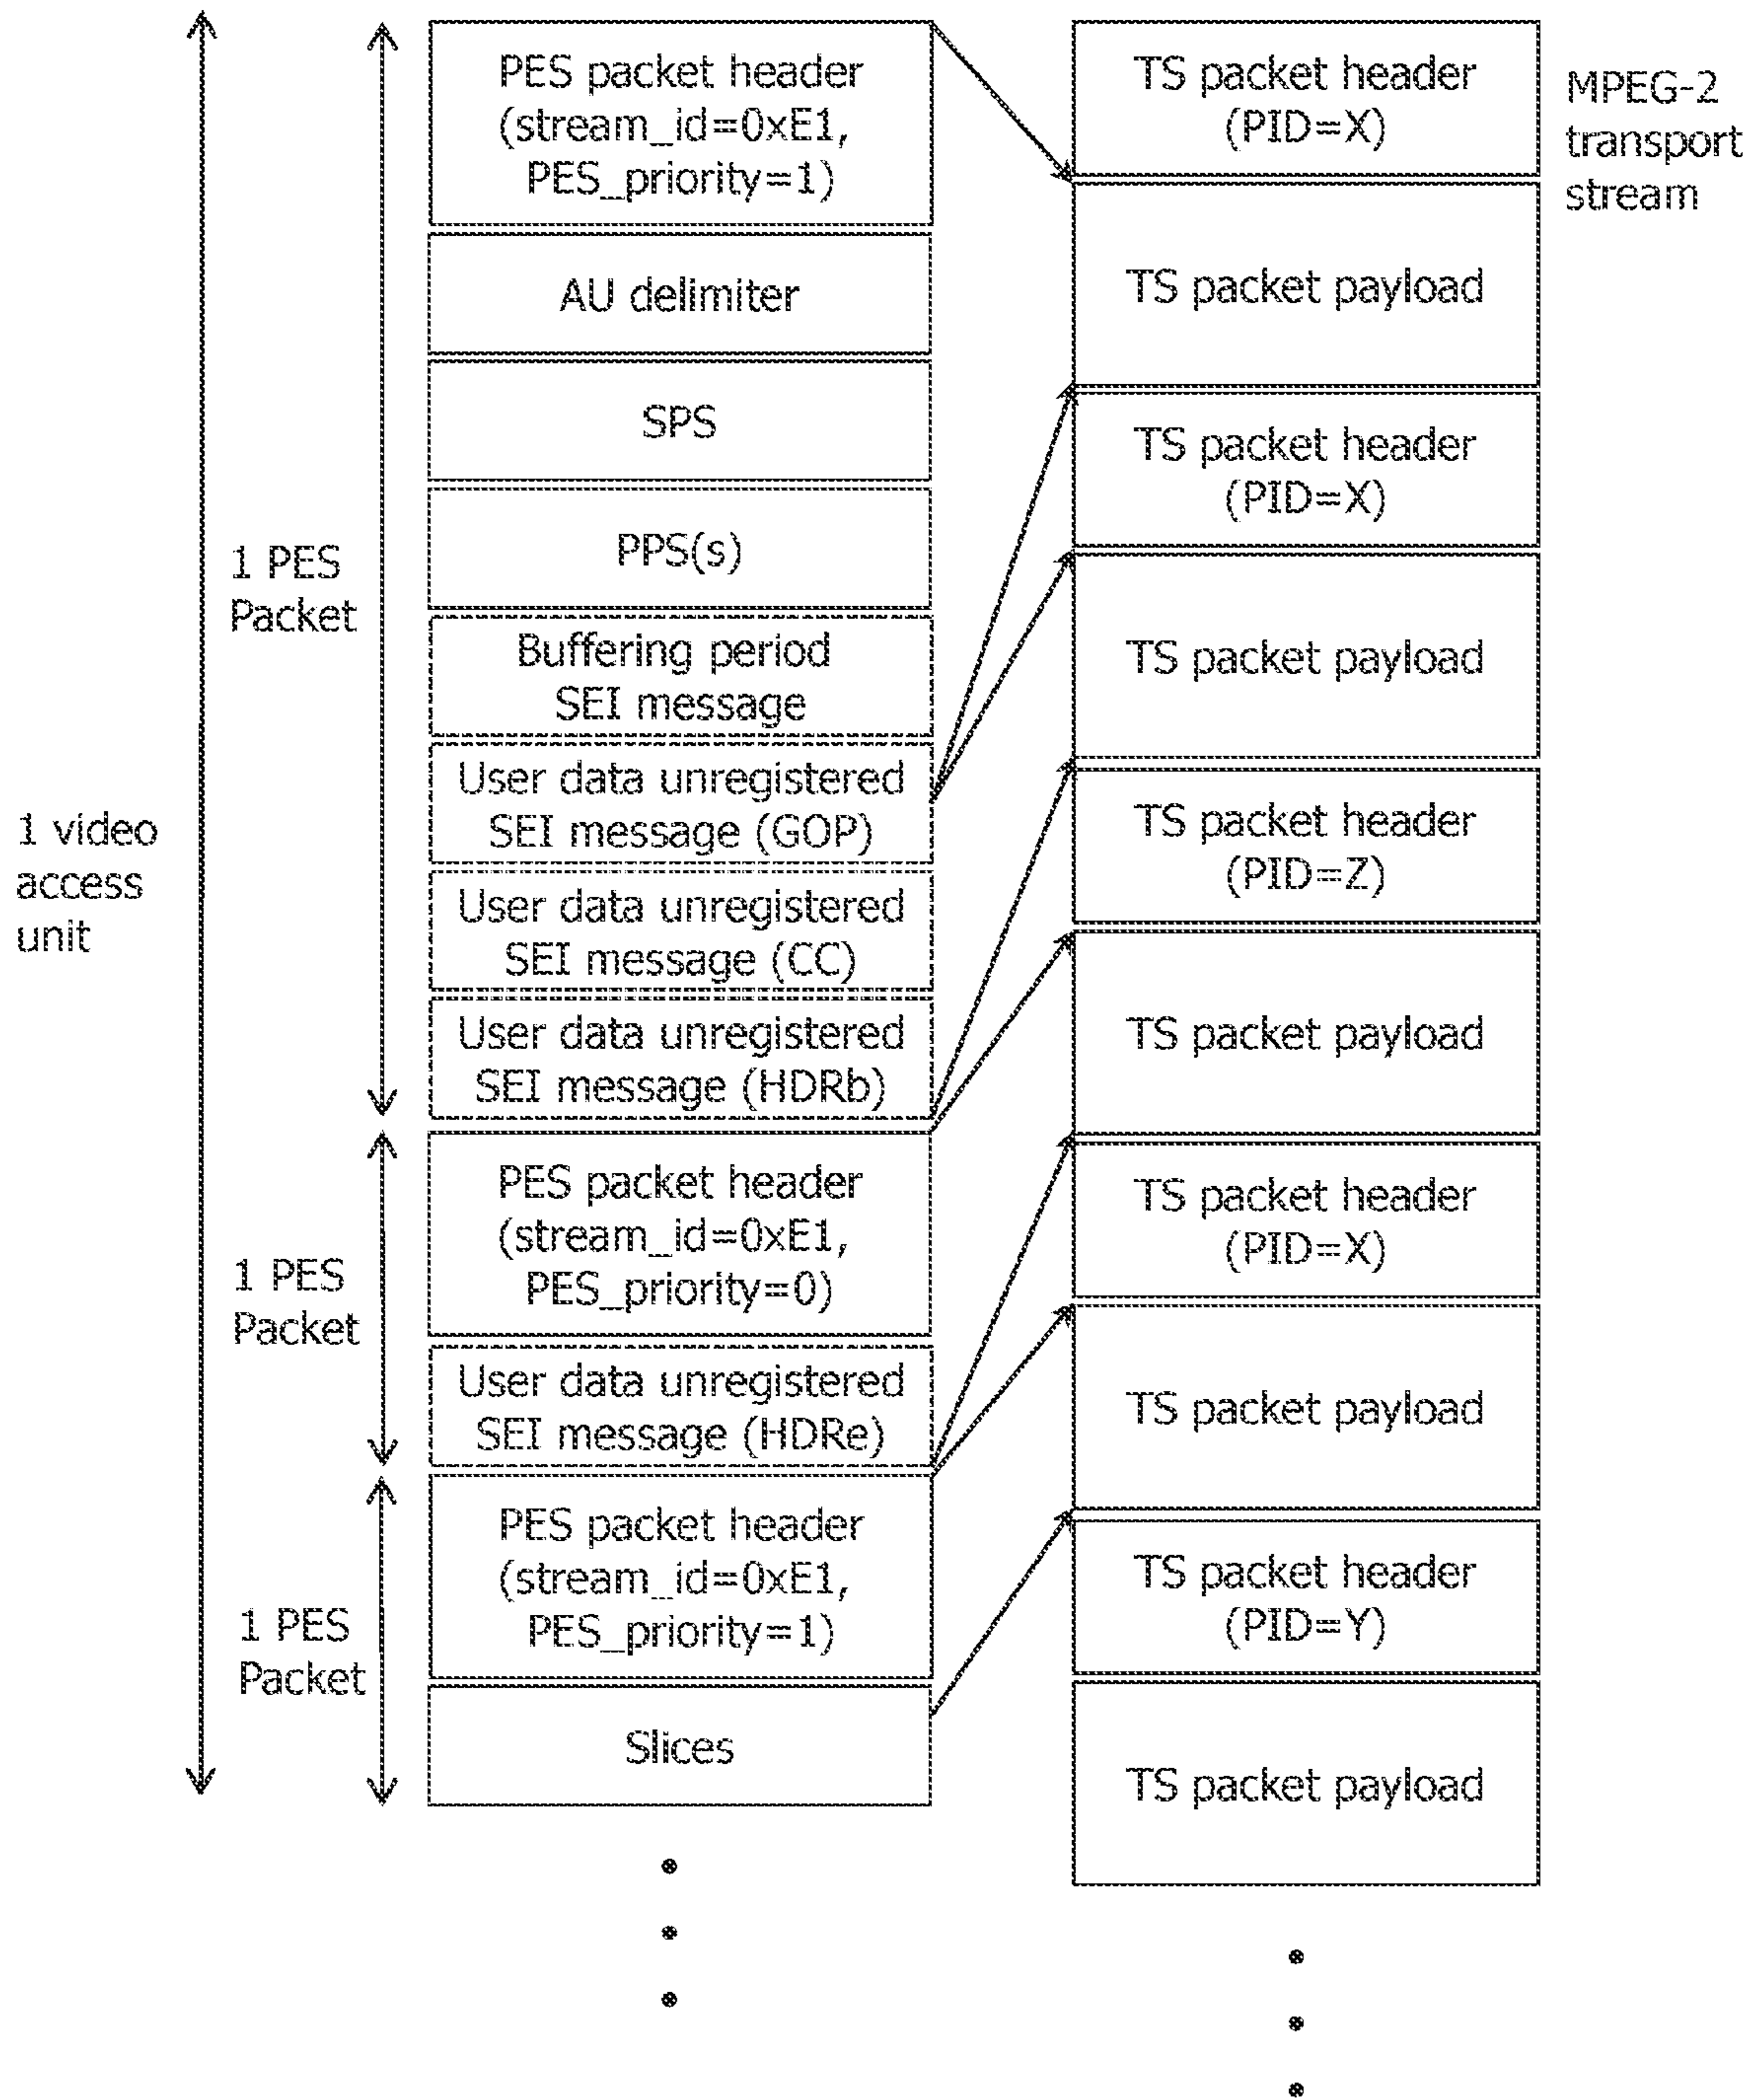 1 video
access
unit
1 PES
Packet
1 PES
Packet
1 PES
Packet
PES packet header
(stream_id=0xE1,
PES_priority=1)
AU delimiter
SPS
PPS(s)
Buffering period
SEI message
User data unregistered
SEI message (GOP)
User data unregistered
SEI message (CC)
User data unregistered
SEI message (HDRb)
PES packet header
(stream_id=0xE1,
PES_priority=0)
User data unregistered
SEI message (HDRe)
PES packet header
(stream_id=0xE1,
PES_priority=1)
Slices
TS packet header
(PID=X)
TS packet payload
TS packet header
(PID=X)
TS packet payload
TS packet header
(PID=Z)
TS packet payload
TS packet header
(PID=X)
TS packet payload
TS packet header
(PID=Y)
TS packet payload
MPEG-2
transport
stream